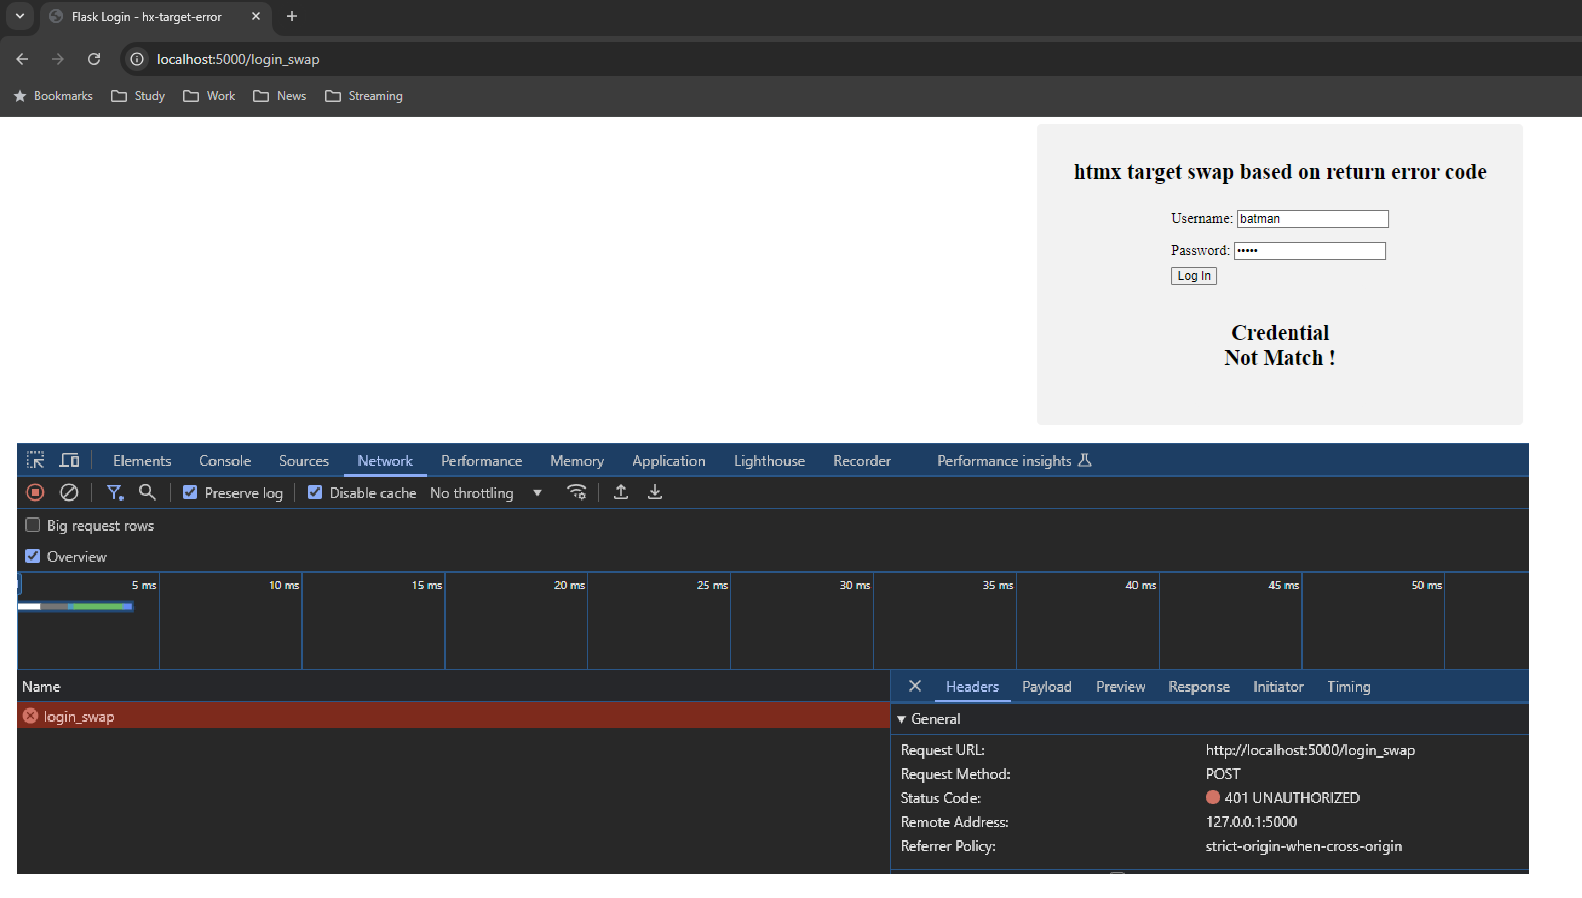 Flask Login - hx-target-error
localhost:5000/login_swap
Bookmarks Study Work News Streaming
htmx target swap based on return error code
Username: batman
Password: •••••
Log In
Credential
Not Match !
Elements Console Sources Network Performance Memory Application Lighthouse Recorder Performance insights
Preserve log Disable cache No throttling
Big request rows
Overview
5 ms 10 ms 15 ms 20 ms 25 ms 30 ms 35 ms 40 ms 45 ms 50 ms
Name
Headers Payload Preview Response Initiator Timing
login_swap
General
Request URL: http://localhost:5000/login_swap
Request Method: POST
Status Code: 401 UNAUTHORIZED
Remote Address: 127.0.0.1:5000
Referrer Policy: strict-origin-when-cross-origin